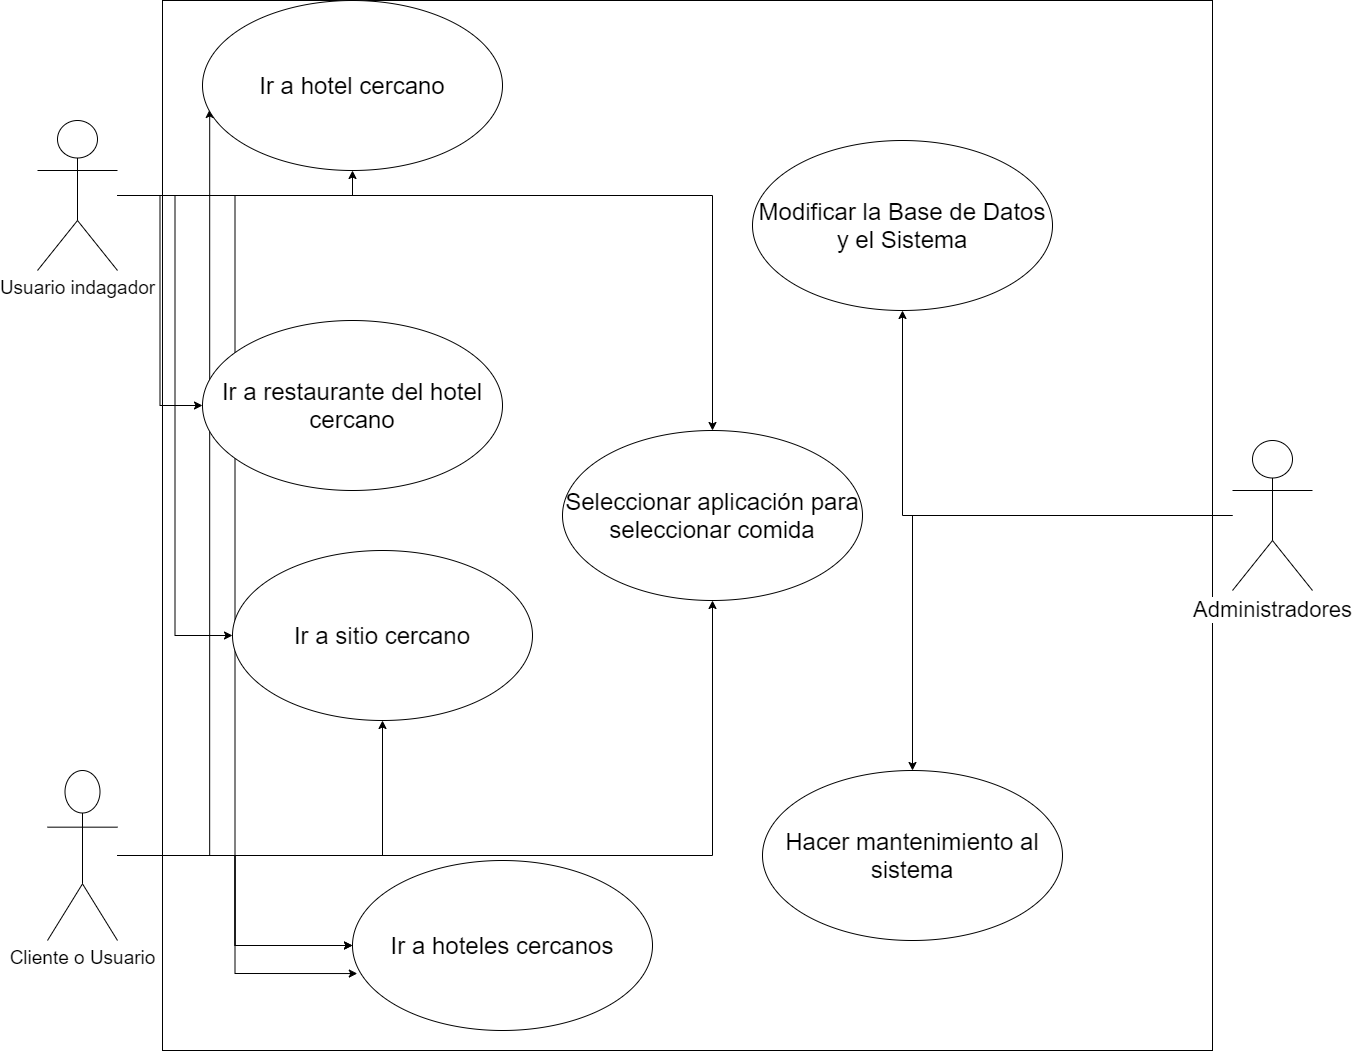 Ir a hotel cercano
Usuario indagador
Modificar la Base de Datos
y el Sistema
Ir a restaurante del hotel
cercano
Seleccionar aplicación para
seleccionar comida
Administradores
Ir a sitio cercano
Cliente o Usuario
Hacer mantenimiento al
sistema
Ir a hoteles cercanos